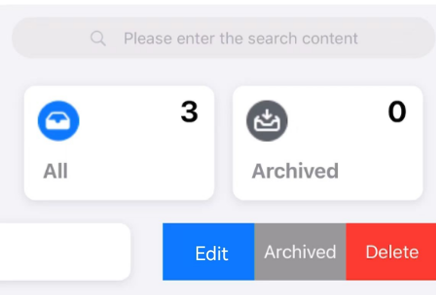 Please enter the search content
3
0
All
Archived
Edit
Archived
Delete